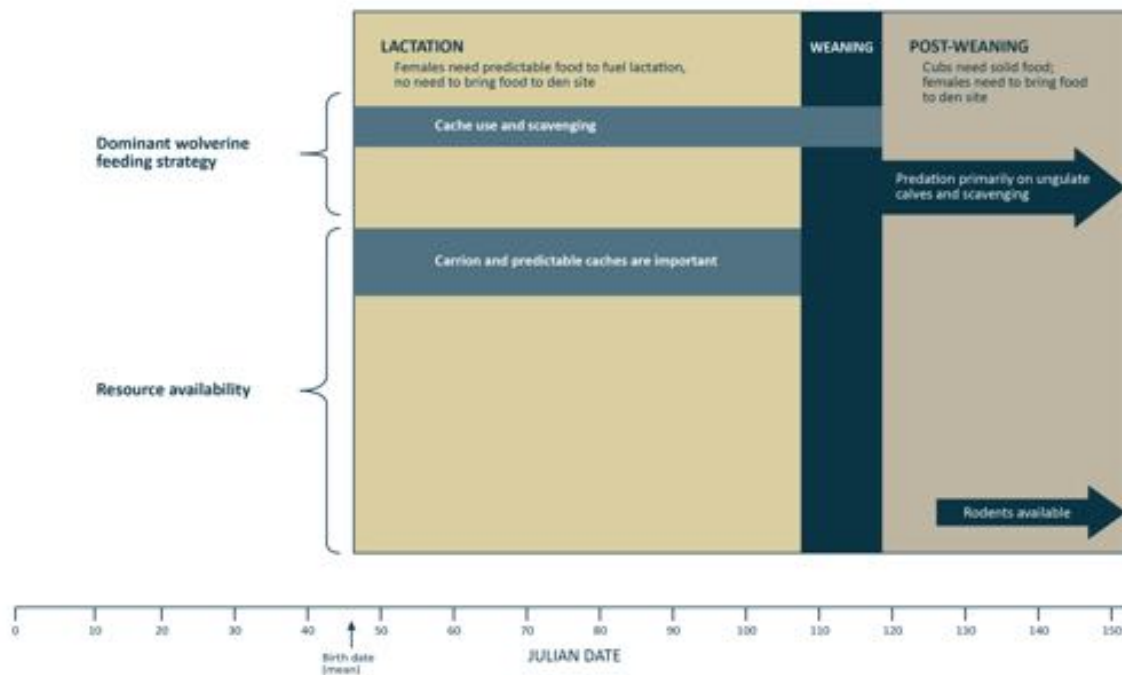 LACTATION
Females need predictable food to fuel lactation,
no need to bring food to den site
WEANING
POST-WEANING
Cubs need solid food;
females need to bring food
to den site
Dominant wolverine
feeding strategy
Cache use and scavenging
Predation primarily on ungulate
calves and scavenging
Carrion and predictable caches are important
Resource availability
Rodents available
0 10 20 30 40 50 60 70 80 90 100 110 120 130 140 150
Birth date
(mean)
JULIAN DATE